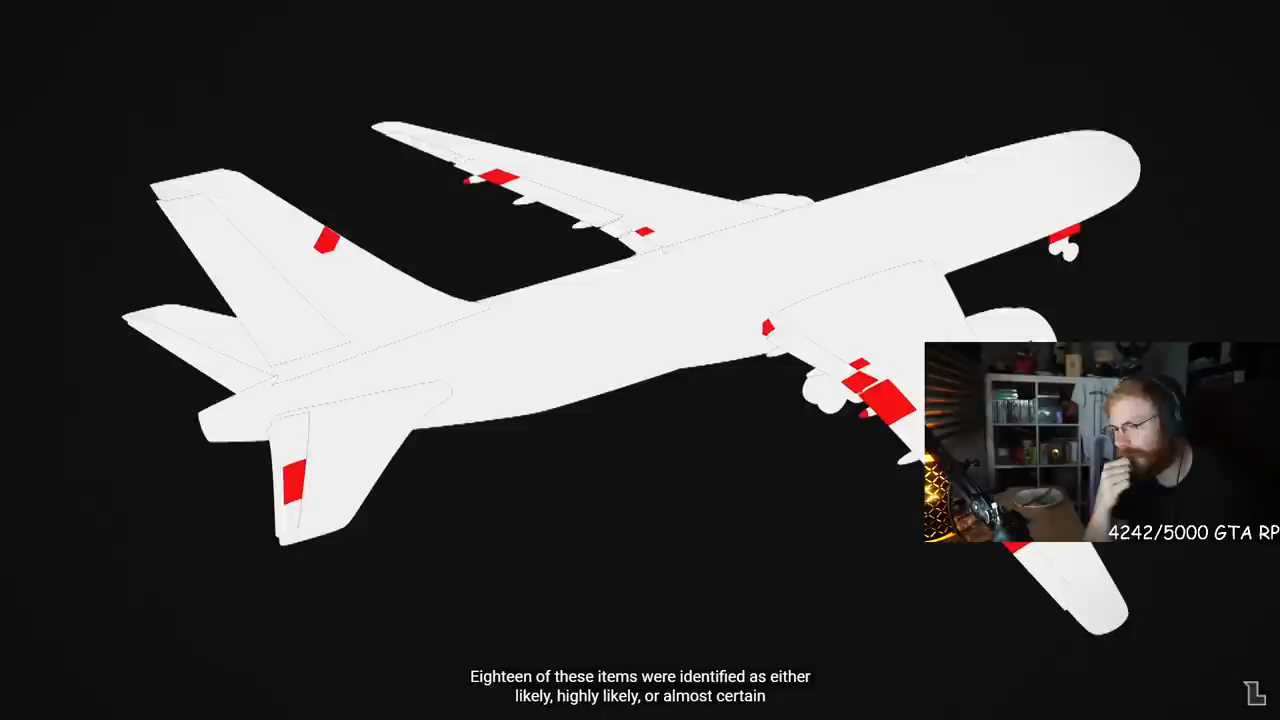 4242/5000 GTA RP
Eighteen of these items were identified as either
likely, highly likely, or almost certain